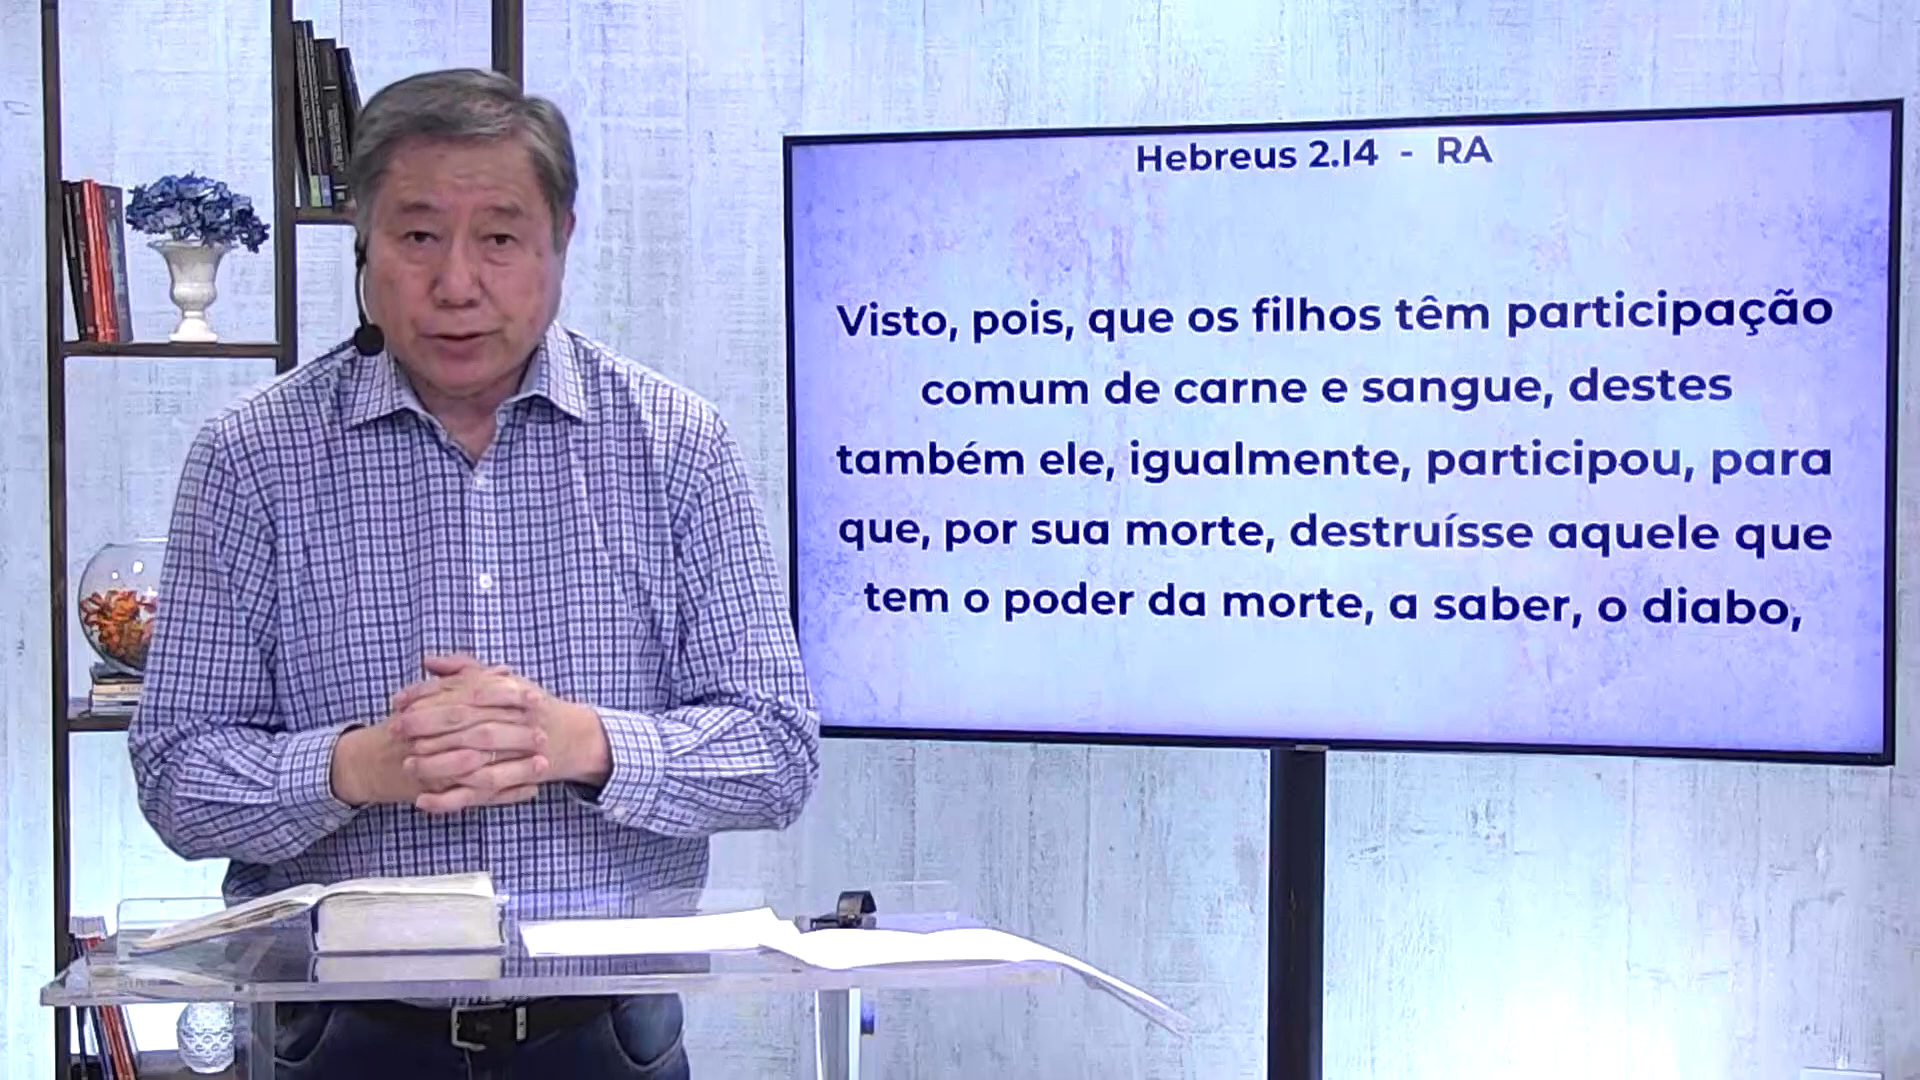 Hebreus 2.14 - RA
Visto, pois, que os filhos têm participação
comum de carne e sangue, destes
também ele, igualmente, participou, para
que, por sua morte, destruísse aquele que
tem o poder da morte, a saber, o diabo,